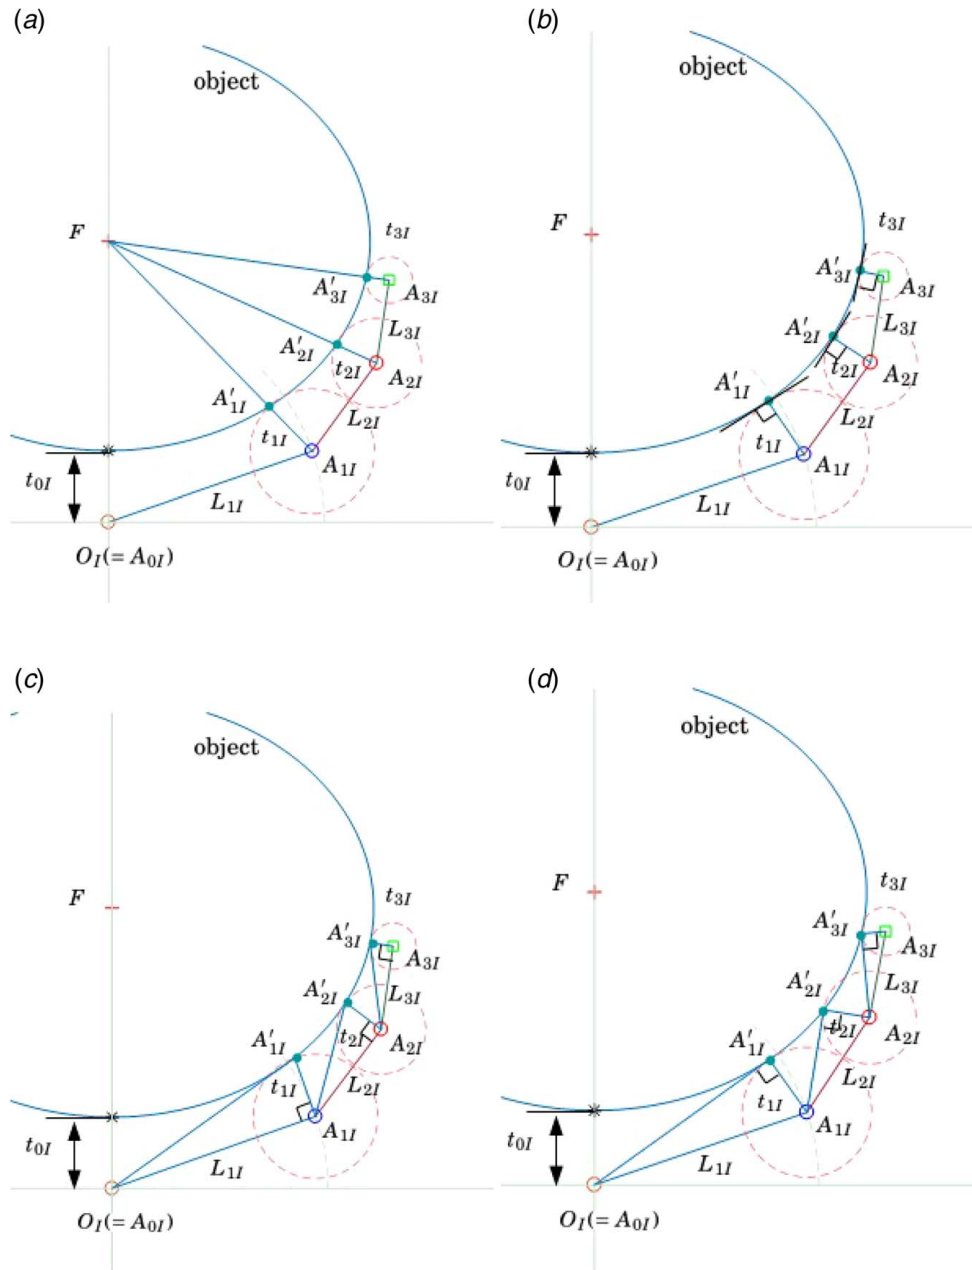 (a)
object
F
t3I
A′3I
A3I
L3I
A′2I
t2I
A2I
A′1I
L2I
t1I
A1I
t0I
L1I
OI(= A0I)
(b)
object
F
t3I
A′3I
A3I
L3I
A′2I
t2I
A2I
A′1I
L2I
t1I
A1I
t0I
L1I
OI(= A0I)
(c)
object
F
t3I
A′3I
A3I
L3I
A′2I
t2I
A2I
A′1I
L2I
t1I
A1I
t0I
L1I
OI(= A0I)
(d)
object
F
t3I
A′3I
A3I
L3I
A′2I
t2I
A2I
A′1I
L2I
t1I
A1I
t0I
L1I
OI(= A0I)